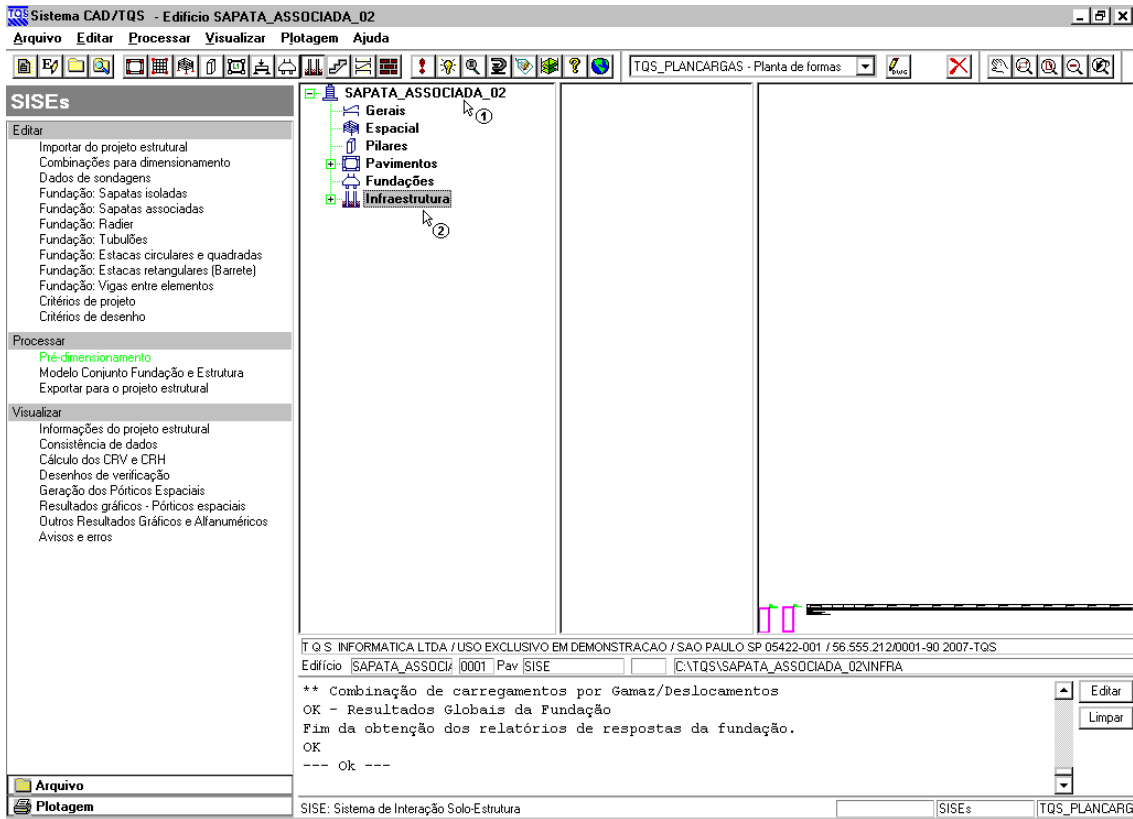 TQS Sistema CAD/TQS - Edificio SAPATA_ASSOCIADA_02
Arquivo Editar Processar Visualizar Plotagem Ajuda
TQS_PLANCARGAS - Planta de formas
DWG
SISEs
Editar
Importar do projeto estrutural
Combinações para dimensionamento
Dados de sondagens
Fundação: Sapatas isoladas
Fundação: Sapatas associadas
Fundação: Radier
Fundação: Tubulões
Fundação: Estacas circulares e quadradas
Fundação: Estacas retangulares (Barrete)
Fundação: Vigas entre elementos
Critérios de projeto
Critérios de desenho
Processar
Pré-dimensionamento
Modelo Conjunto Fundação e Estrutura
Exportar para o projeto estrutural
Visualizar
Informações do projeto estrutural
Consistência de dados
Cálculo dos CRV e CRH
Desenhos de verificação
Geração dos Pórticos Espaciais
Resultados gráficos - Pórticos espaciais
Outros Resultados Gráficos e Alfanuméricos
Avisos e erros
Arquivo
Plotagem
SAPATA_ASSOCIADA_02
1
Gerais
Espacial
Pilares
Pavimentos
Fundações
Infraestrutura
2
T Q S INFORMATICA LTDA / USO EXCLUSIVO EM DEMONSTRACAO / SAO PAULO SP 05422-001 / 56.555.212/0001-90 2007-TQS
Edifício SAPATA_ASSOCIA 0001 Pav SISE C:\TQS\SAPATA_ASSOCIADA_02\INFRA
** Combinação de carregamentos por Gamaz/Deslocamentos
OK - Resultados Globais da Fundação
Fim da obtenção dos relatórios de respostas da fundação.
OK
--- Ok ---
Editar
Limpar
SISE: Sistema de Interação Solo-Estrutura SISEs TQS_PLANCARG